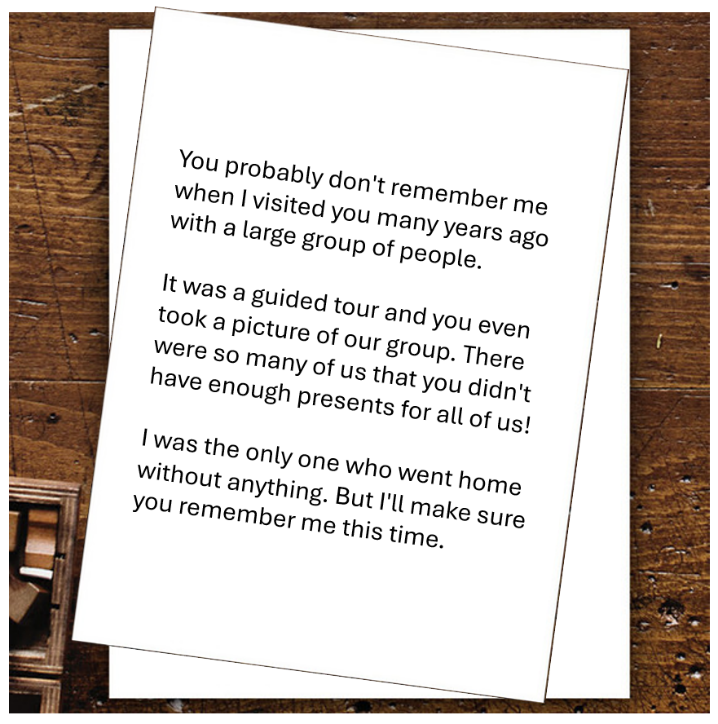 You probably don't remember me
when I visited you many years ago
with a large group of people.
It was a guided tour and you even
took a picture of our group. There
were so many of us that you didn't
have enough presents for all of us!
I was the only one who went home
without anything. But I'll make sure
you remember me this time.